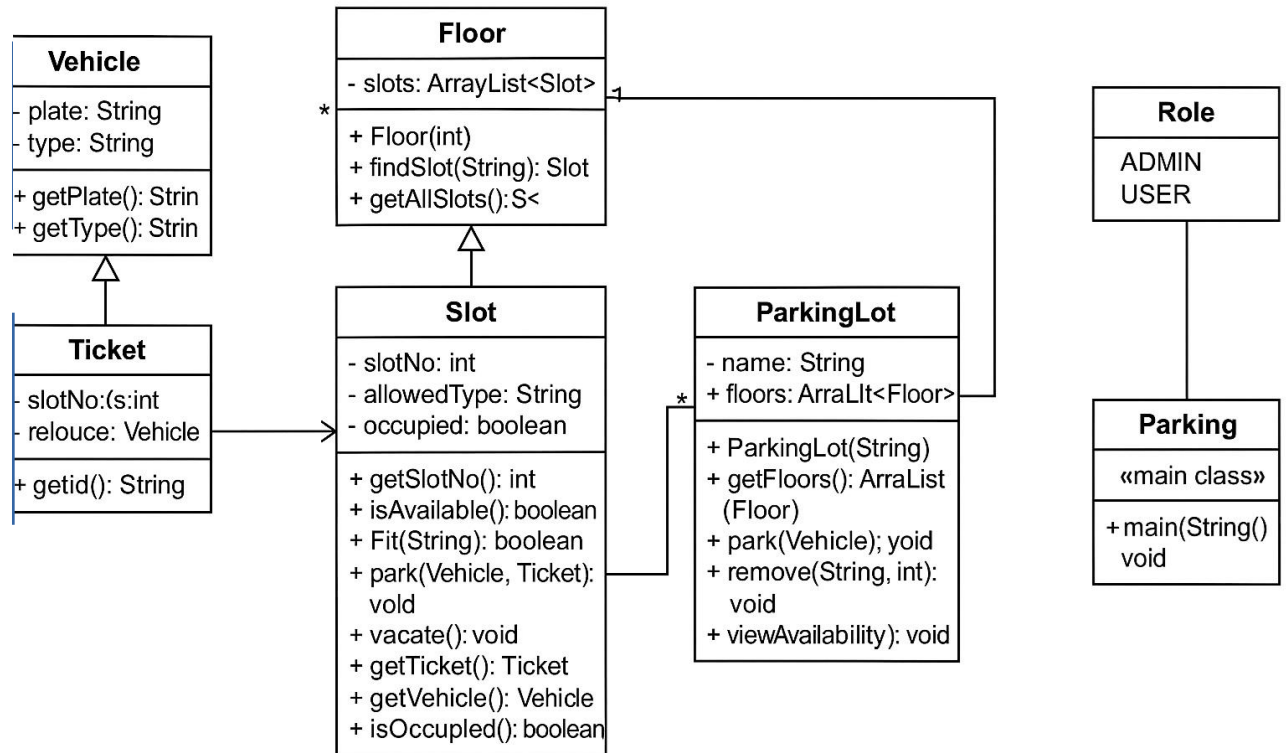 Vehicle
- plate: String
- type: String
+ getPlate(): Strin
+ getType(): Strin
Floor
- slots: ArrayList<Slot>
+ Floor(int)
+ findSlot(String): Slot
+ getAllSlots():S<
*
1
Role
ADMIN
USER
Ticket
- slotNo:(s:int
- relouce: Vehicle
+ getid(): String
Slot
- slotNo: int
- allowedType: String
- occupied: boolean
+ getSlotNo(): int
+ isAvailable(): boolean
+ Fit(String): boolean
+ park(Vehicle, Ticket):
vold
+ vacate(): void
+ getTicket(): Ticket
+ getVehicle): Vehicle
+ isOccupled(): boolean
*
ParkingLot
- name: String
+ floors: ArraLlt<Floor>
+ ParkingLot(String)
+ getFloors(): ArraList
(Floor)
+ park(Vehicle); yoid
+ remove(String, int):
void
+ viewAvailability): void
Parking
«main class»
+ main(String()
void